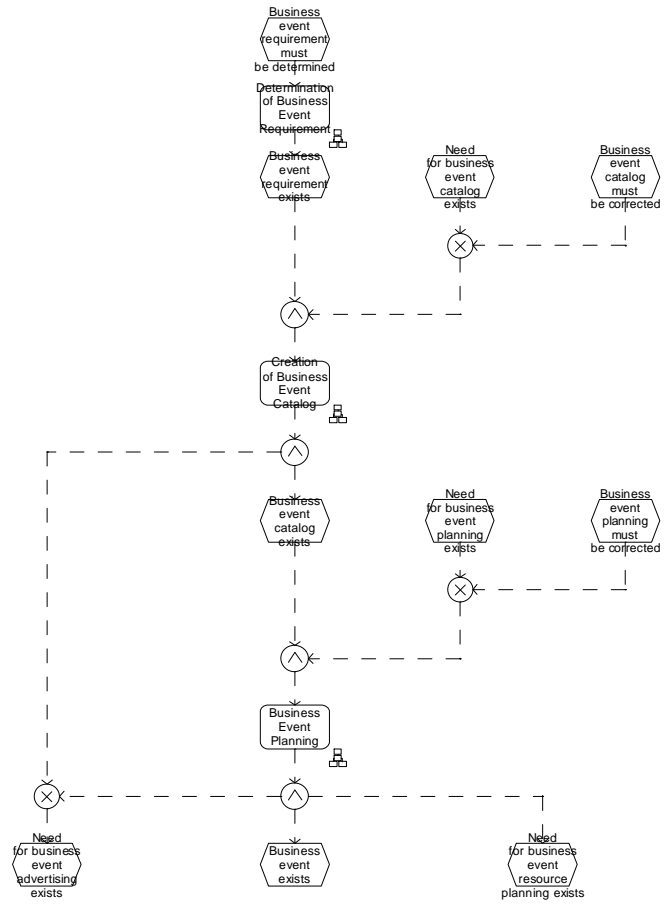 Business
event
requirement
must
be determined
Determination
of Business
Event
Requirement
Business
event
requirement
exists
Need
for business
event
catalog
exists
Business
event
catalog
must
be corrected
Creation
of Business
Event
Catalog
Business
event
catalog
exists
Need
for business
event
planning
exists
Business
event
planning
must
be corrected
Business
Event
Planning
Need
for business
event
advertising
exists
Business
event
exists
Need
for business
event
resource
planning exists